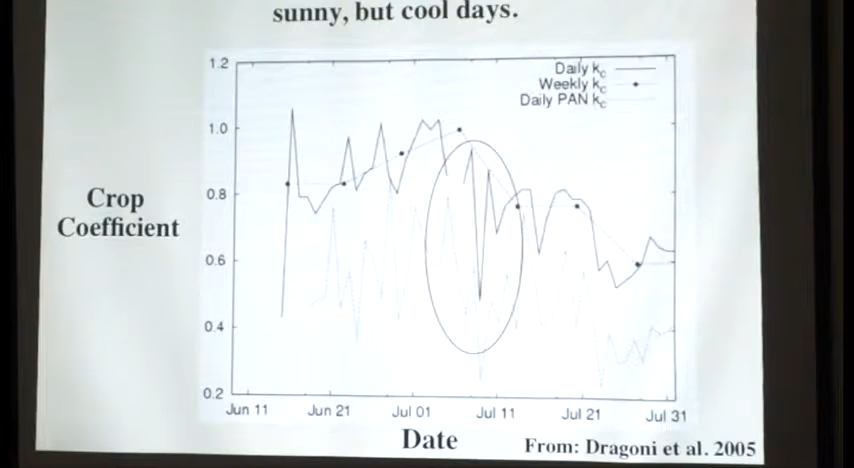 sunny, but cool days.
1.2
Daily kc
Weekly kc
Daily PAN kc
1.0
0.8
Crop
Coefficient
0.6
0.4
0.2
Jun 11 Jun 21 Jul 01 Jul 11 Jul 21 Jul 31
Date
From: Dragoni et al. 2005